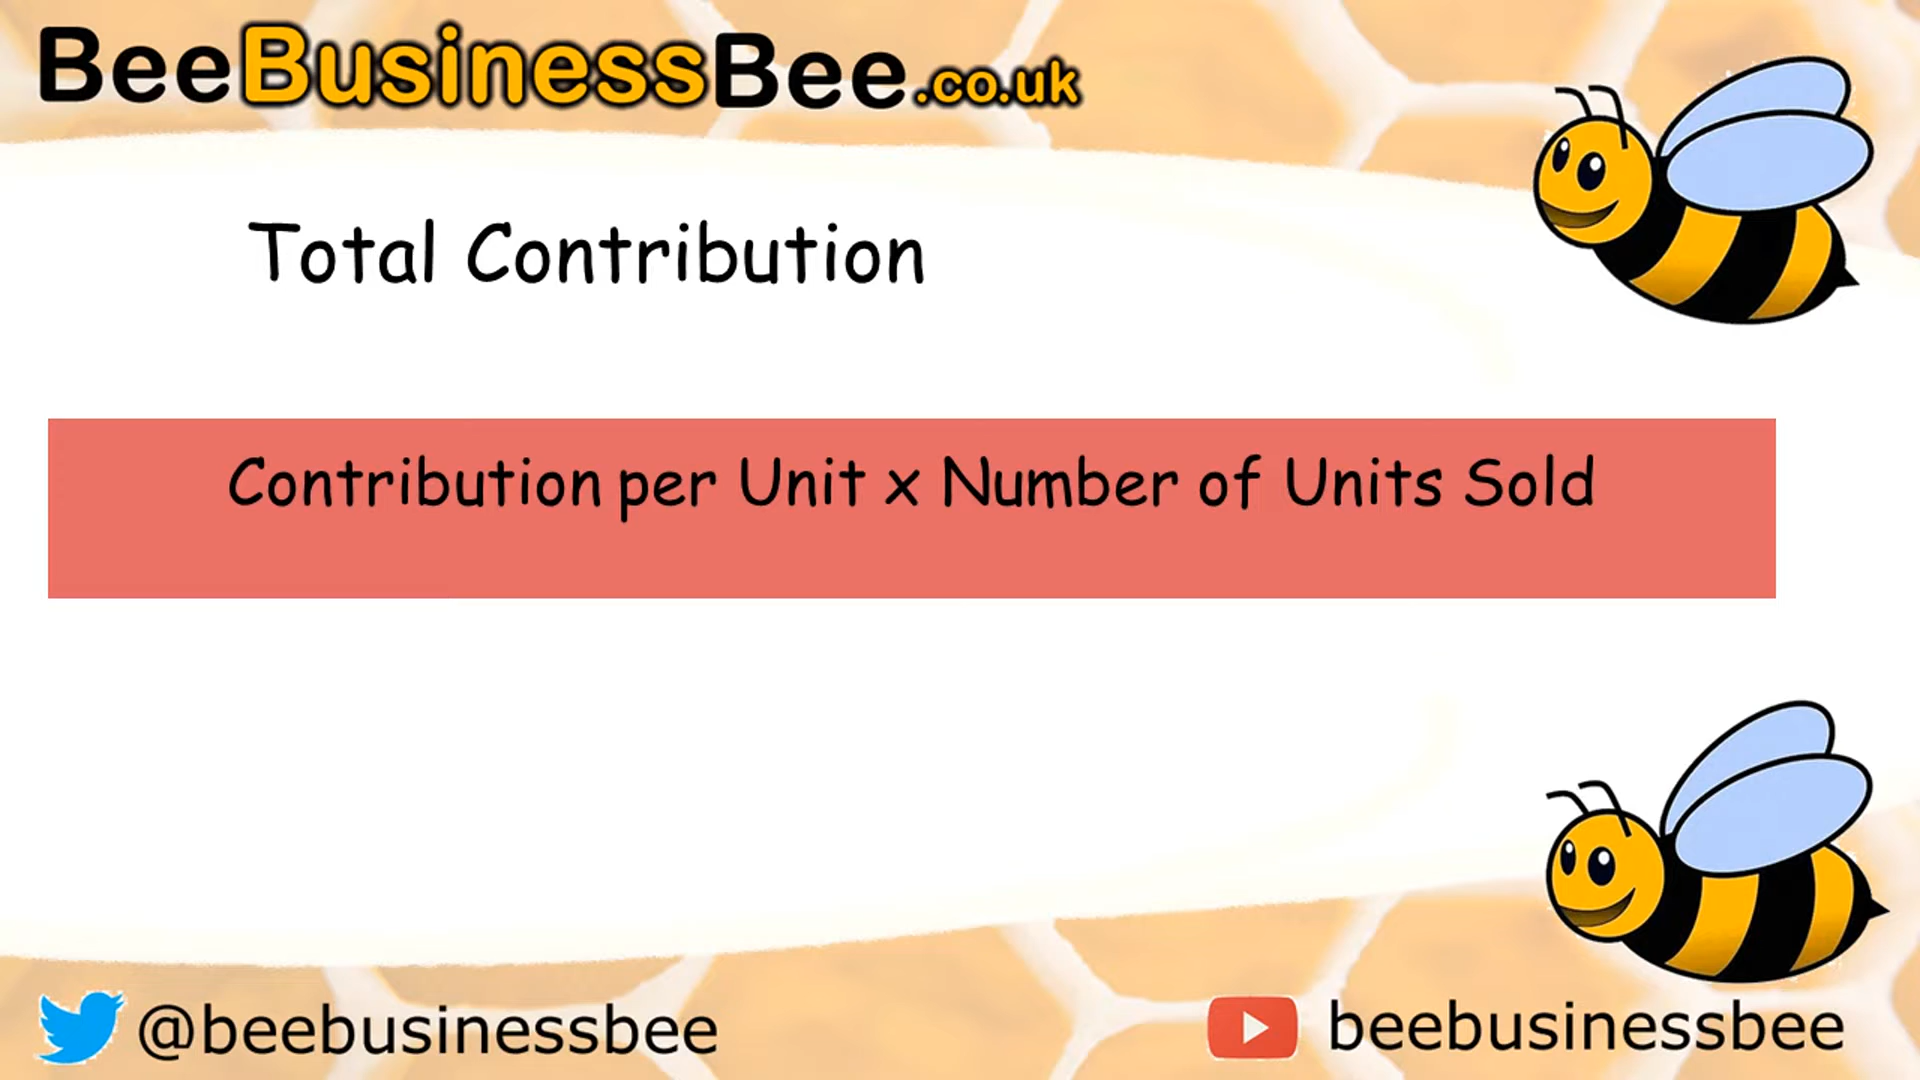 BeeBusinessBee.co.uk
Total Contribution
Contribution per Unit x Number of Units Sold
@beebusinessbee
beebusinessbee